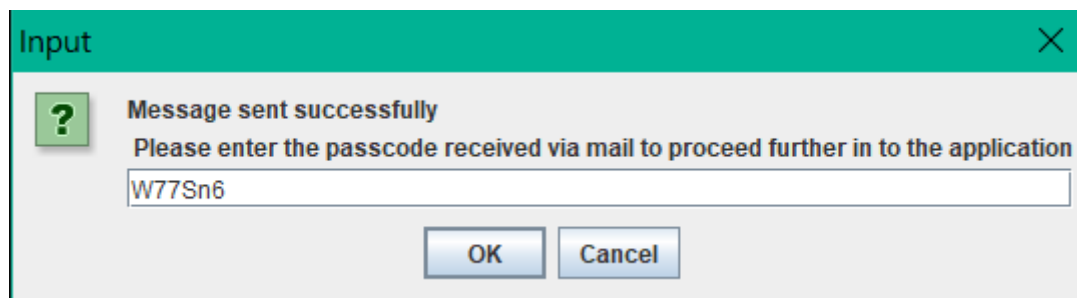 Input
?
Message sent successfully
Please enter the passcode received via mail to proceed further in to the application
W77Sn6
OK Cancel